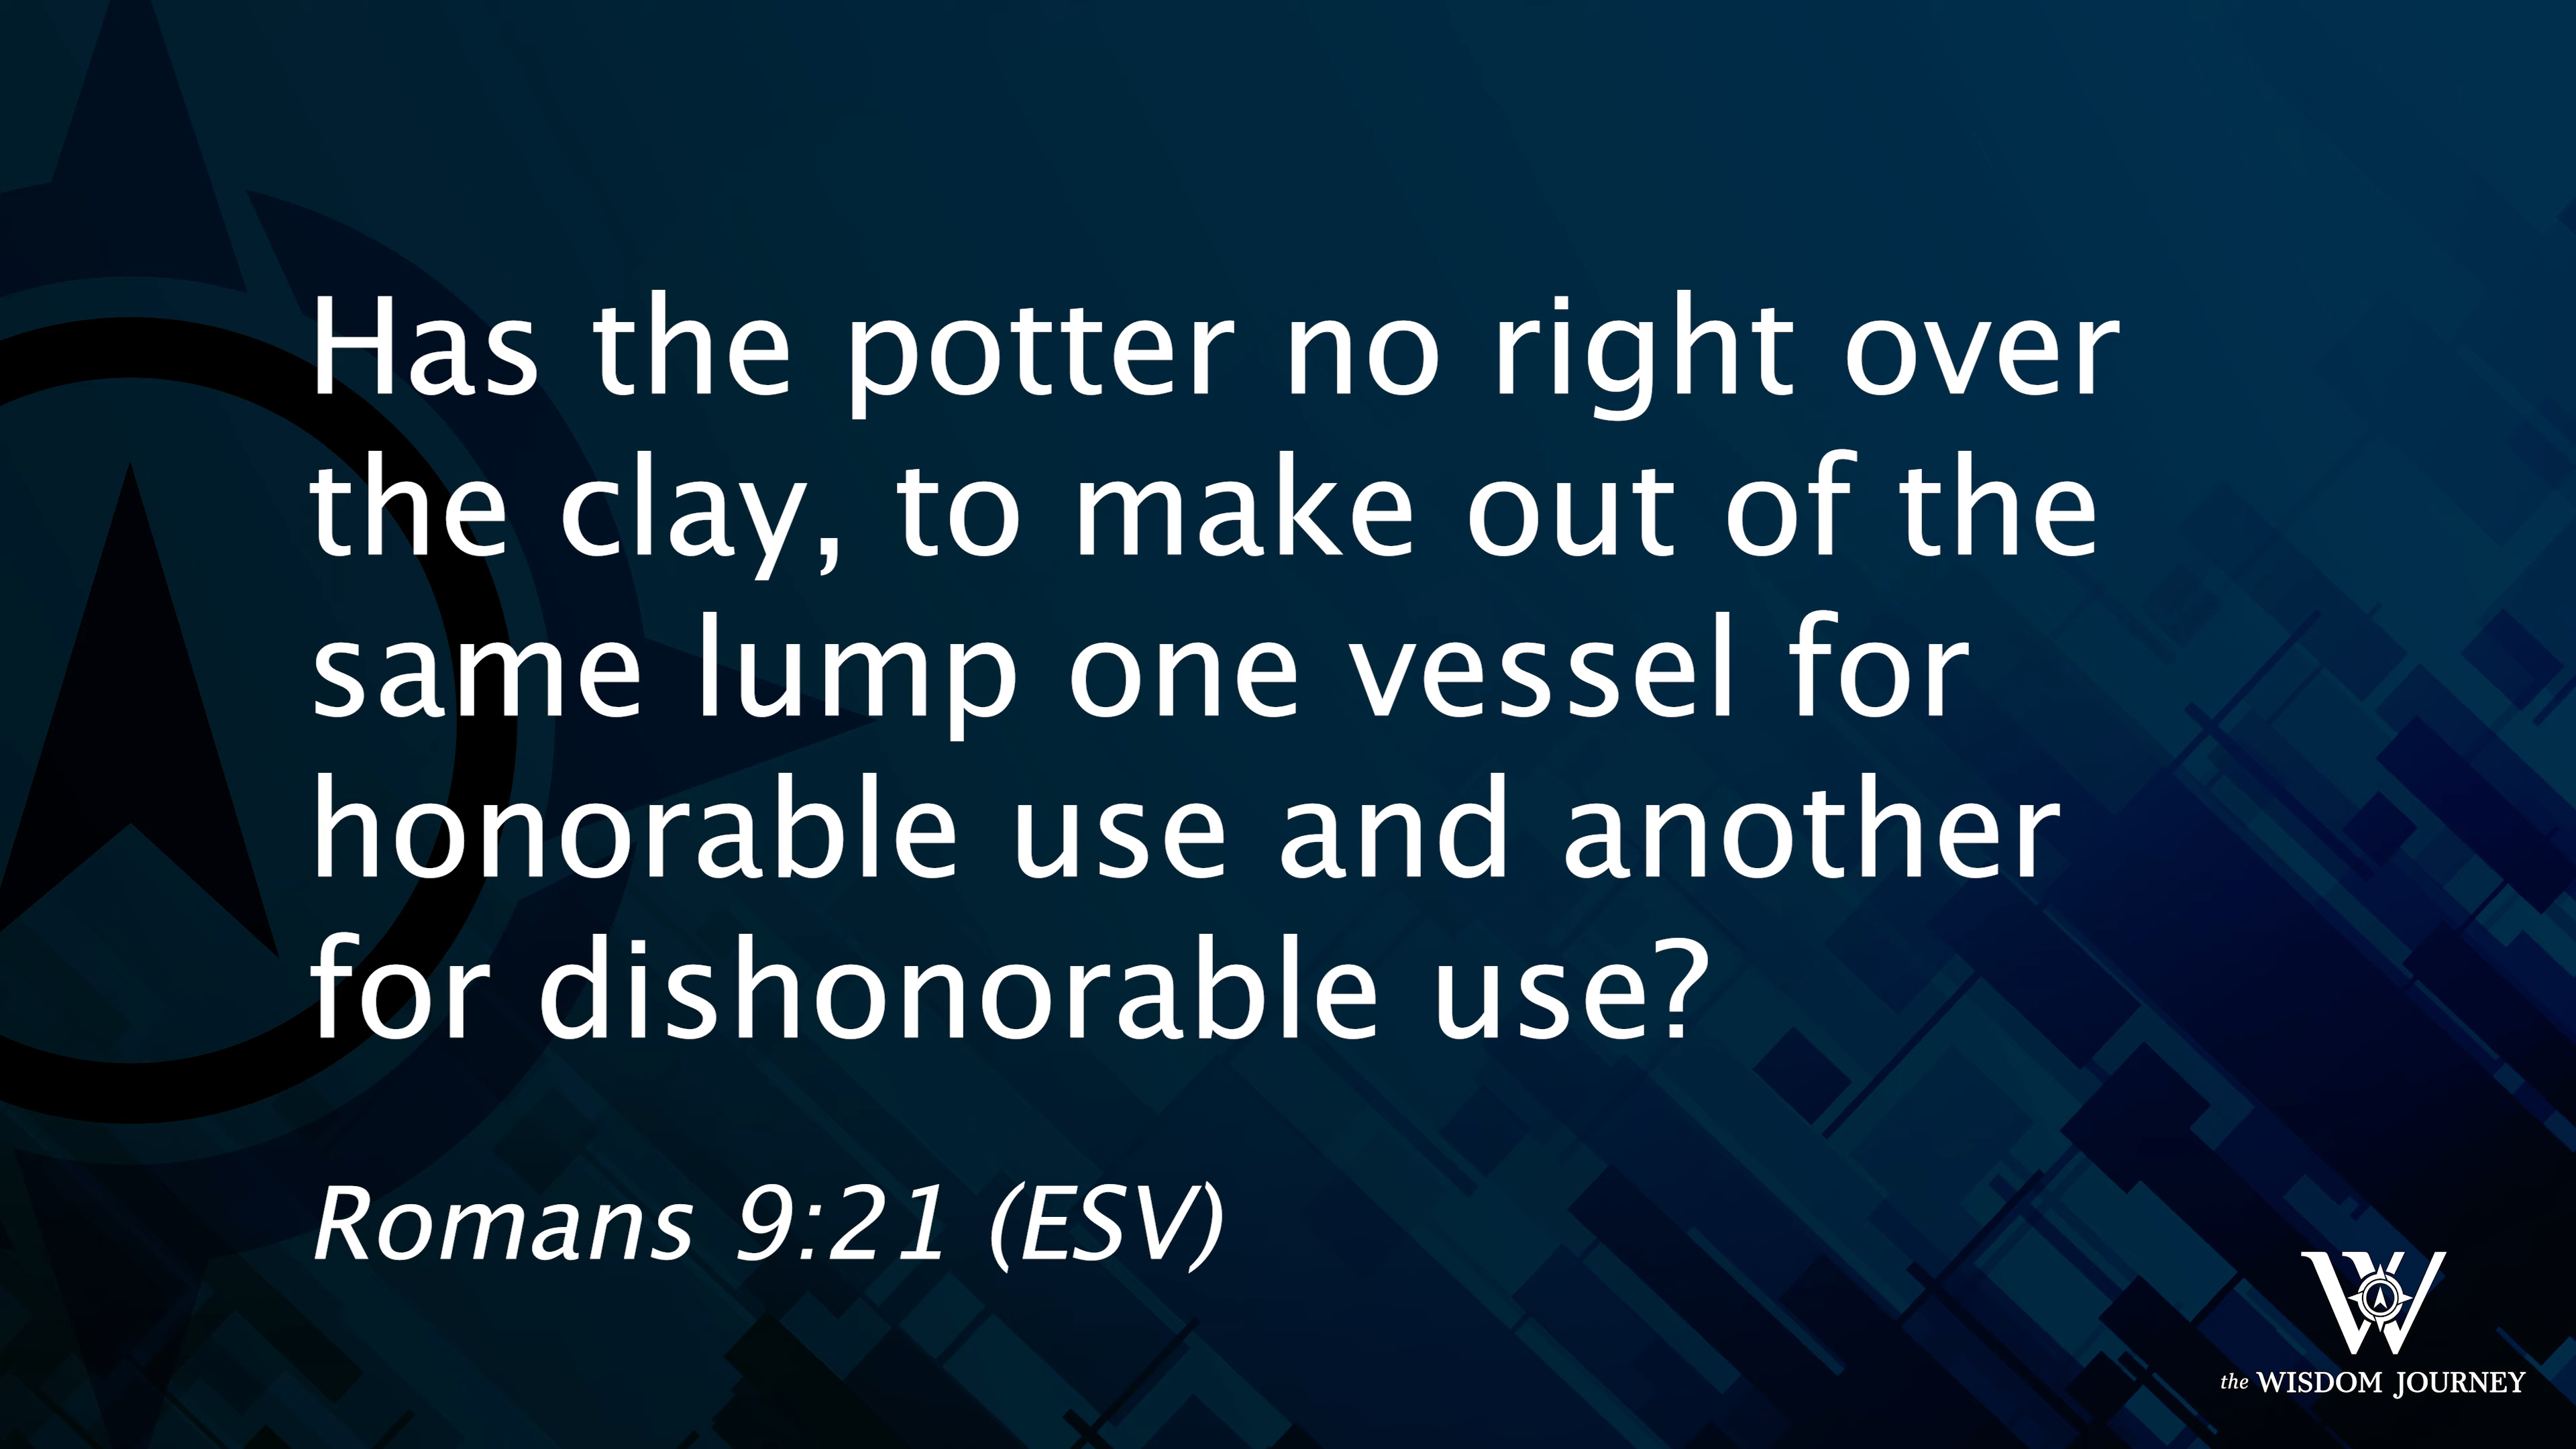 Has the potter no right over
the clay, to make out of the
same lump one vessel for
honorable use and another
for dishonorable use?
Romans 9:21 (ESV)
W
the WISDOM JOURNEY